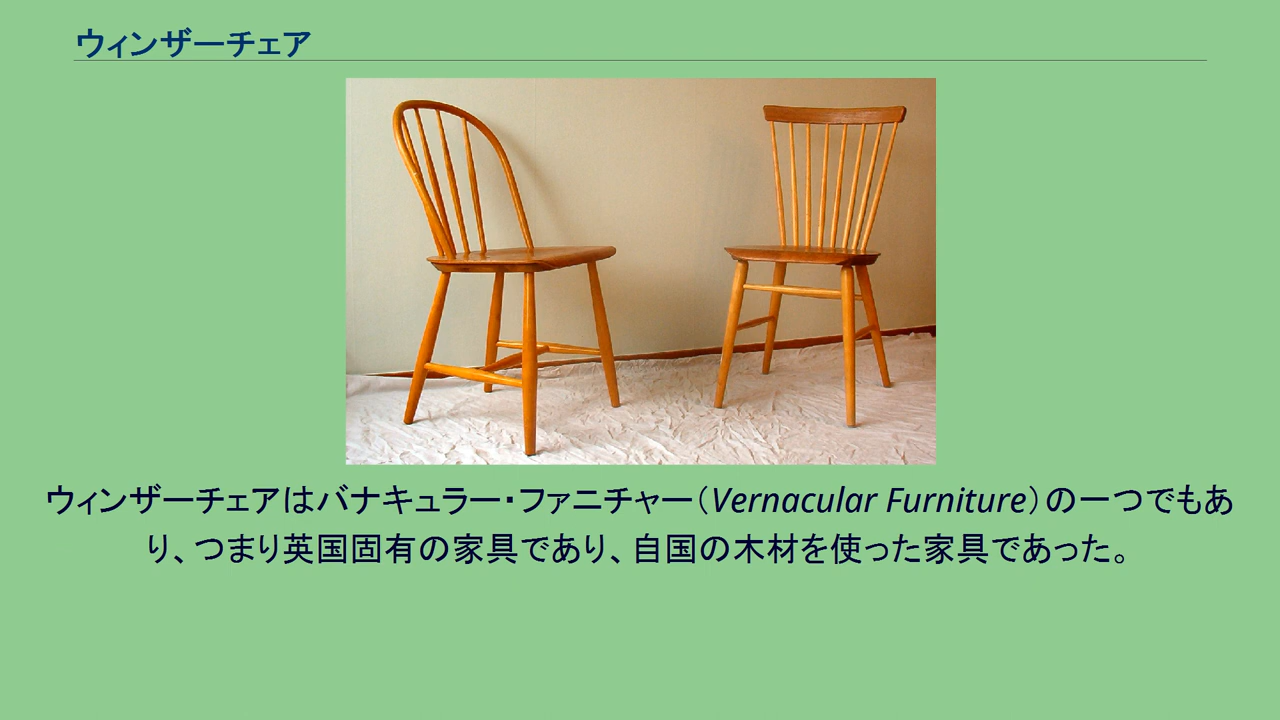 ウィンザーチェア
ウィンザーチェアはバナキュラー・ファニチャー（Vernacular Furniture）の一つでもあ
り、つまり英国固有の家具であり、自国の木材を使った家具であった。